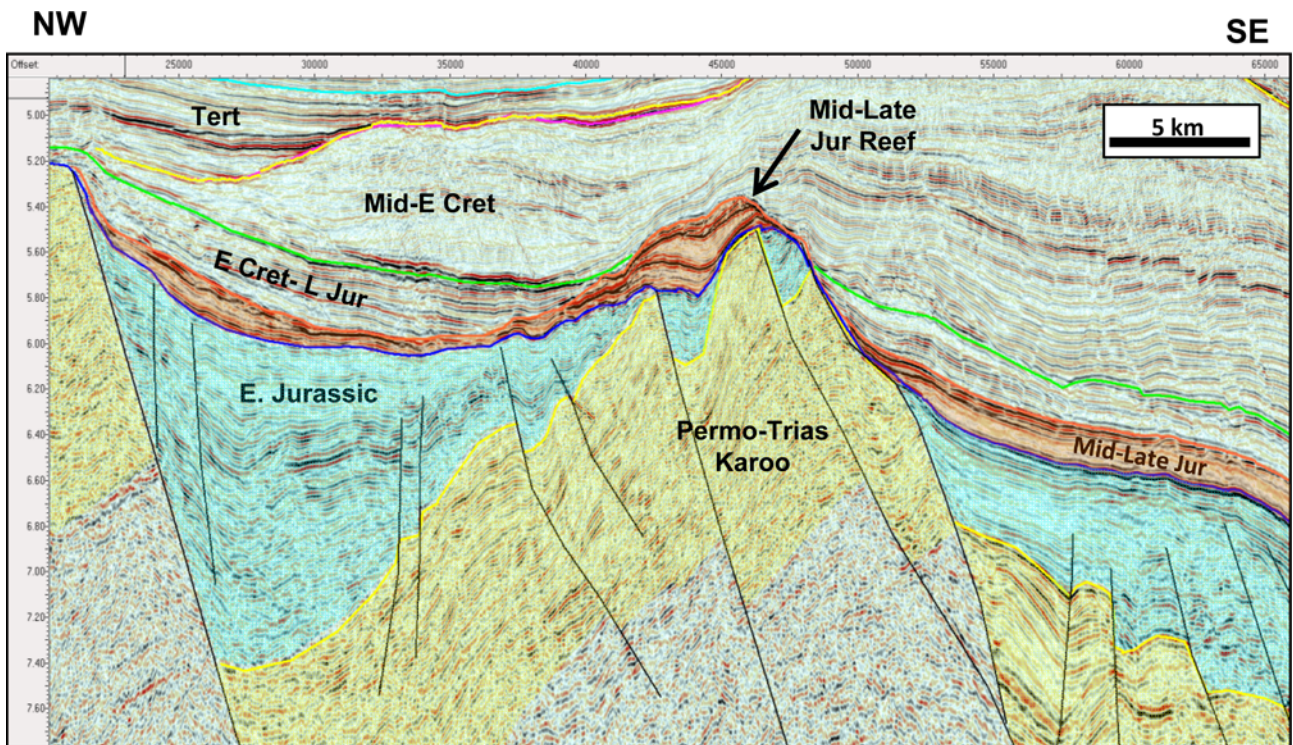 NW
SE
Offset:
25000
30000
35000
40000
45000
50000
55000
60000
65000
5.00
5.20
5.40
5.60
5.80
6.00
6.20
6.40
6.60
6.80
7.00
7.20
7.40
7.60
Tert
Mid-Late
Jur Reef
5 km
Mid-E Cret
E Cret- L Jur
E. Jurassic
Permo-Trias
Karoo
Mid-Late Jur